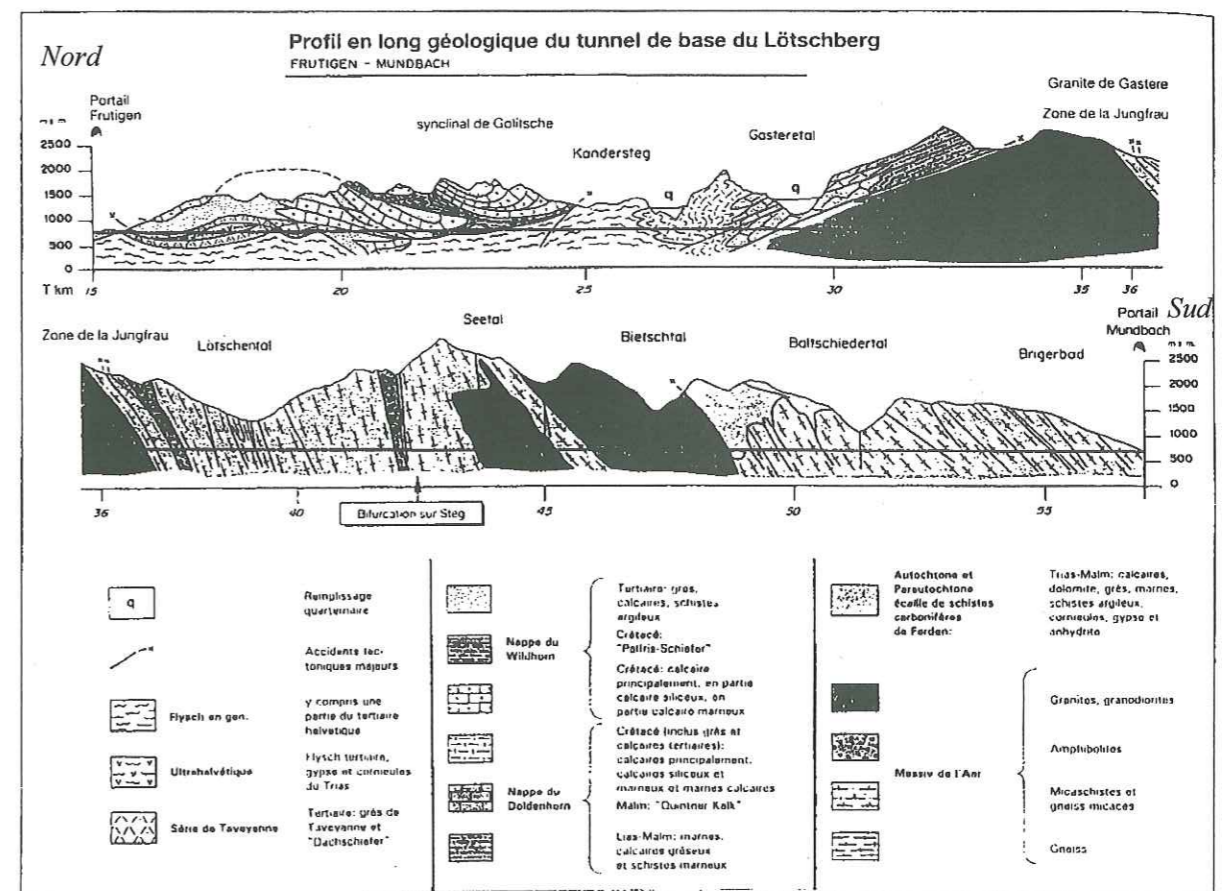 Nord
Profil en long géologique du tunnel de base du Lötschberg
FRUTIGEN - MUNDBACH
Portail
Frutigen
synclinal de Golitsche
Kandersteg
Gasteretal
Granite de Gastere
Zone de la Jungfrau
2500
2000
1500
1000
500
0
x
q
q
T km 15
20
25
30
35
36
Zone de la Jungfrau
Lötschental
Seetal
Bietschtal
Baltschiedertal
Brigerbad
Portail
Mundbach
Sud
2500
2000
1500
1000
500
0
36
40
Bifurcation sur Steg
45
50
55
q
Remplissage
quaternaire
Accidents tec-
toniques majeurs
Flysch en gen.
y compris une
partie du tertiaire
helvétique
Ultrahelvétique
Flysch tertiaire,
gypse et cornieules
du Trias
Série de Taveyenne
Tertiaire: grès de
Taveyenne et
"Dachschiefer"
Nappe du
Wildhorn
Tertiaire: grès,
calcaires, schistes
argileux
Crétacé:
"Palfris-Schiefer"
Crétacé: calcaire
principalement, en partie
calcaire siliceux, en
partie calcaire marneux
Nappe du
Doldenhorn
Crétacé (inclus grès et
calcaires tertiaires):
calcaires principalement,
calcaires siliceux et
marneux et marnes calcaires
Malm: "Quintner Kalk"
Lias-Malm: marnes,
calcaires gréseux
et schistes marneux
Autochtone et
Parautochtone
écaille de schistes
carbonifères
de Ferden:
Trias-Malm: calcaires,
dolomite, grès, marnes,
schistes argileux,
cornieules, gypse et
anhydrite
Massif de l'Aar
Granites, granodiorites
Amphibolites
Micaschistes et
gneiss micacés
Gneiss